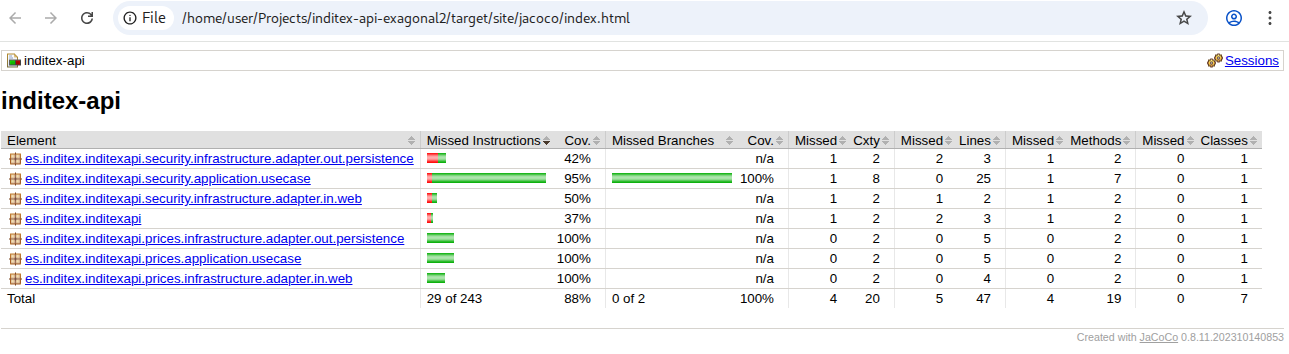 File /home/user/Projects/inditex-api-exagonal2/target/site/jacoco/index.html
inditex-api Sessions
inditex-api
Element Missed Instructions Cov. Missed Branches Cov. Missed Cxty Missed Lines Missed Methods Missed Classes
es.inditex.inditexapi.security.infrastructure.adapter.out.persistence 42% n/a 1 2 2 3 1 2 0 1
es.inditex.inditexapi.security.application.usecase 95% 100% 1 8 0 25 1 7 0 1
es.inditex.inditexapi.security.infrastructure.adapter.in.web 50% n/a 1 2 1 2 1 2 0 1
es.inditex.inditexapi 37% n/a 1 2 2 3 1 2 0 1
es.inditex.inditexapi.prices.infrastructure.adapter.out.persistence 100% n/a 0 2 0 5 0 2 0 1
es.inditex.inditexapi.prices.application.usecase 100% n/a 0 2 0 5 0 2 0 1
es.inditex.inditexapi.prices.infrastructure.adapter.in.web 100% n/a 0 2 0 4 0 2 0 1
Total 29 of 243 88% 0 of 2 100% 4 20 5 47 4 19 0 7
Created with JaCoCo 0.8.11.202310140853